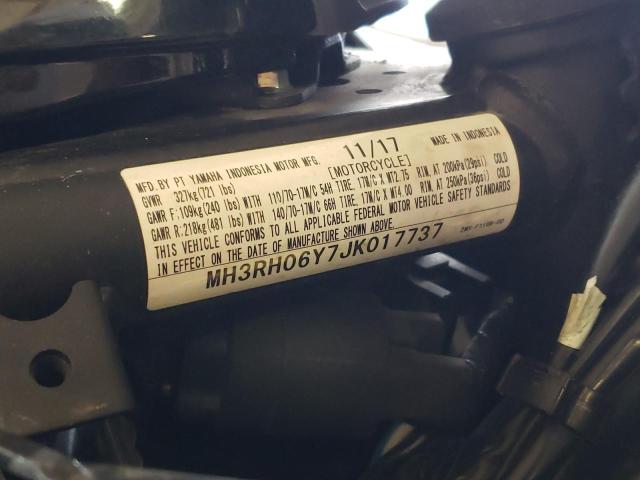 MFD.BY PT YAMAHA INDONESIA MOTOR MFG. 11/17 MADE IN INDONESIA
GVWR 327kg(721 lbs) [MOTORCYCLE]
GAWR F:109kg(240 lbs)WITH 110/70-17M/C 54H TIRE, 17M/C X MT2.75 RIM, AT 200kPa(29psi) COLD
GAWR R:218kg(481 lbs)WITH 140/70-17M/C 66H TIRE, 17M/C X MT4.00 RIM, AT 250kPa(36psi) COLD
THIS VEHICLE CONFORMS TO ALL APPLICABLE FEDERAL MOTOR VEHICLE SAFETY STANDARDS
IN EFFECT ON THE DATE OF MANUFACTURE SHOWN ABOVE.
MH3RH06Y7JK017737